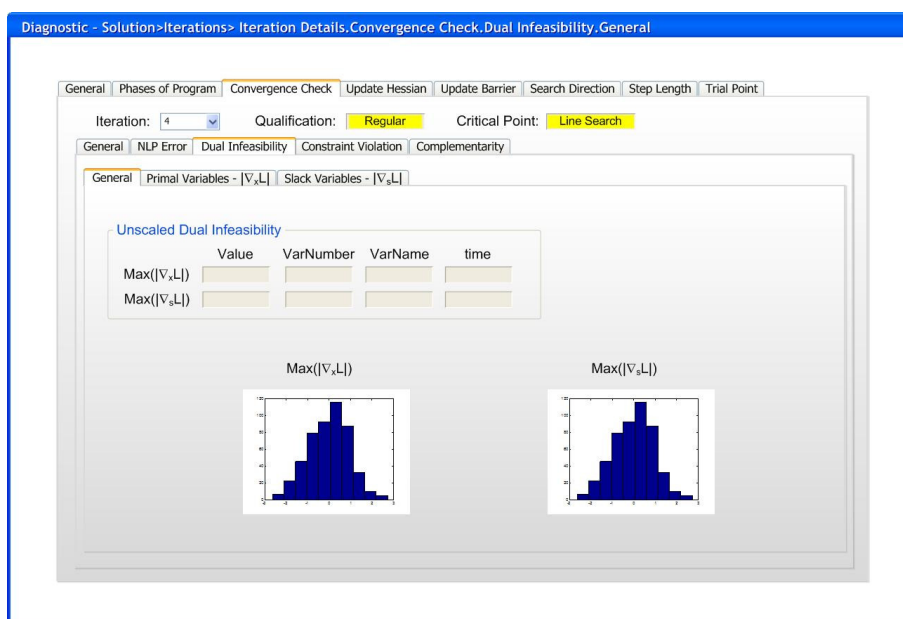 Diagnostic - Solution>Iterations> Iteration Details.Convergence Check.Dual Infeasibility.General
General Phases of Program Convergence Check Update Hessian Update Barrier Search Direction Step Length Trial Point
Iteration: 4 Qualification: Regular Critical Point: Line Search
General NLP Error Dual Infeasibility Constraint Violation Complementarity
General Primal Variables - |∇xL| Slack Variables - |∇sL|
Unscaled Dual Infeasibility
Value VarNumber VarName time
Max(|∇xL|)
Max(|∇sL|)
Max(|∇xL|) Max(|∇sL|)